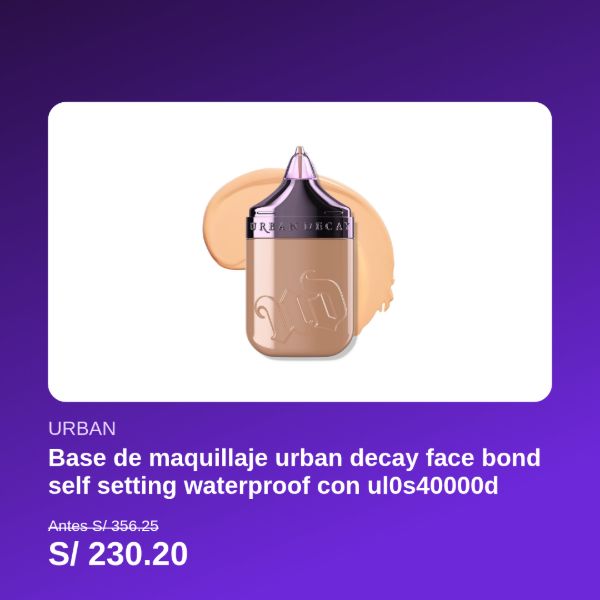 URBAN DECAY
UD
URBAN
Base de maquillaje urban decay face bond
self setting waterproof con ul0s40000d
Antes S/ 356.25
S/ 230.20